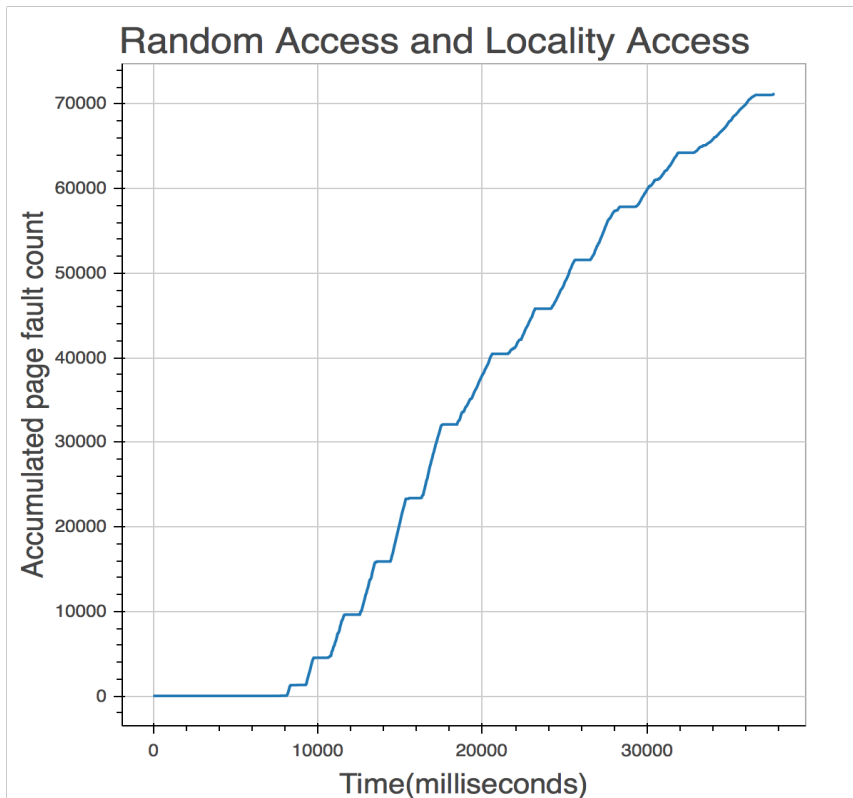 Random Access and Locality Access
Accumulated page fault count
70000
60000
50000
40000
30000
20000
10000
0
0 10000 20000 30000
Time(milliseconds)